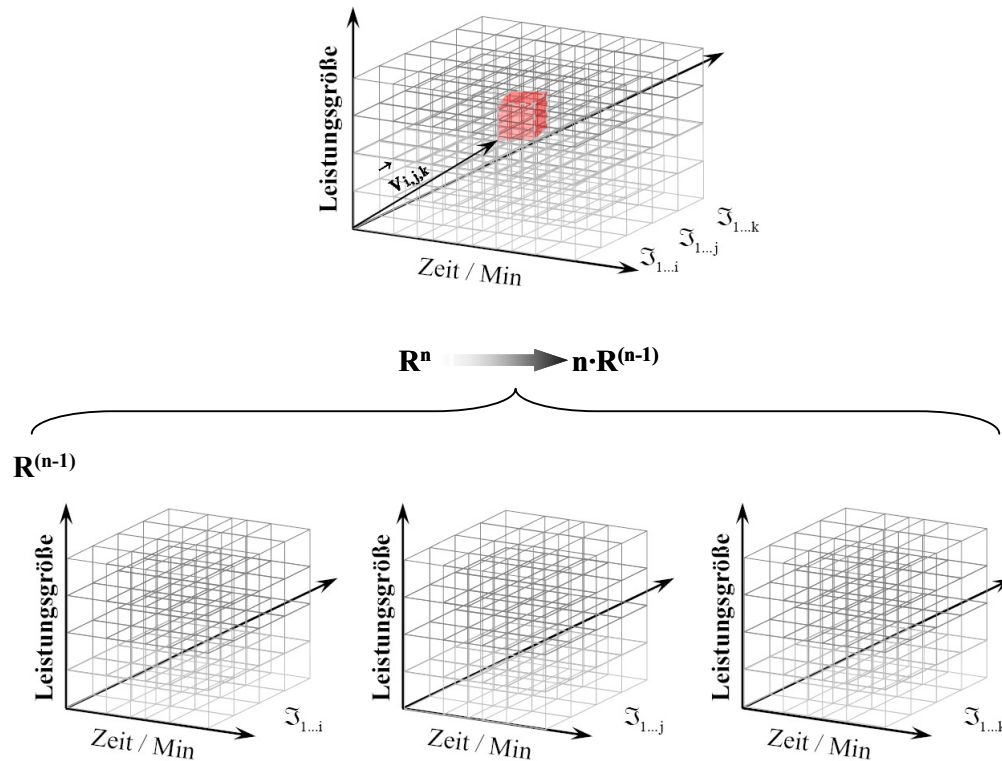 Leistungsgröße
v⃗i,j,k
ℑ1...k
ℑ1...j
ℑ1...i
Zeit / Min
Rⁿ n·R⁽ⁿ⁻¹⁾
R⁽ⁿ⁻¹⁾
Leistungsgröße
Zeit / Min
ℑ1...i
Leistungsgröße
Zeit / Min
ℑ1...j
Leistungsgröße
Zeit / Min
ℑ1...k